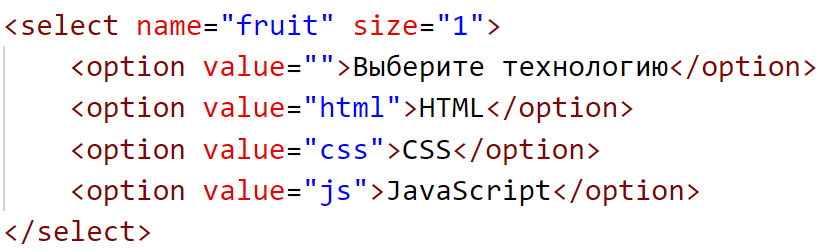 <select name="fruit" size="1">
    <option value="">Выберите технологию</option>
    <option value="html">HTML</option>
    <option value="css">CSS</option>
    <option value="js">JavaScript</option>
</select>